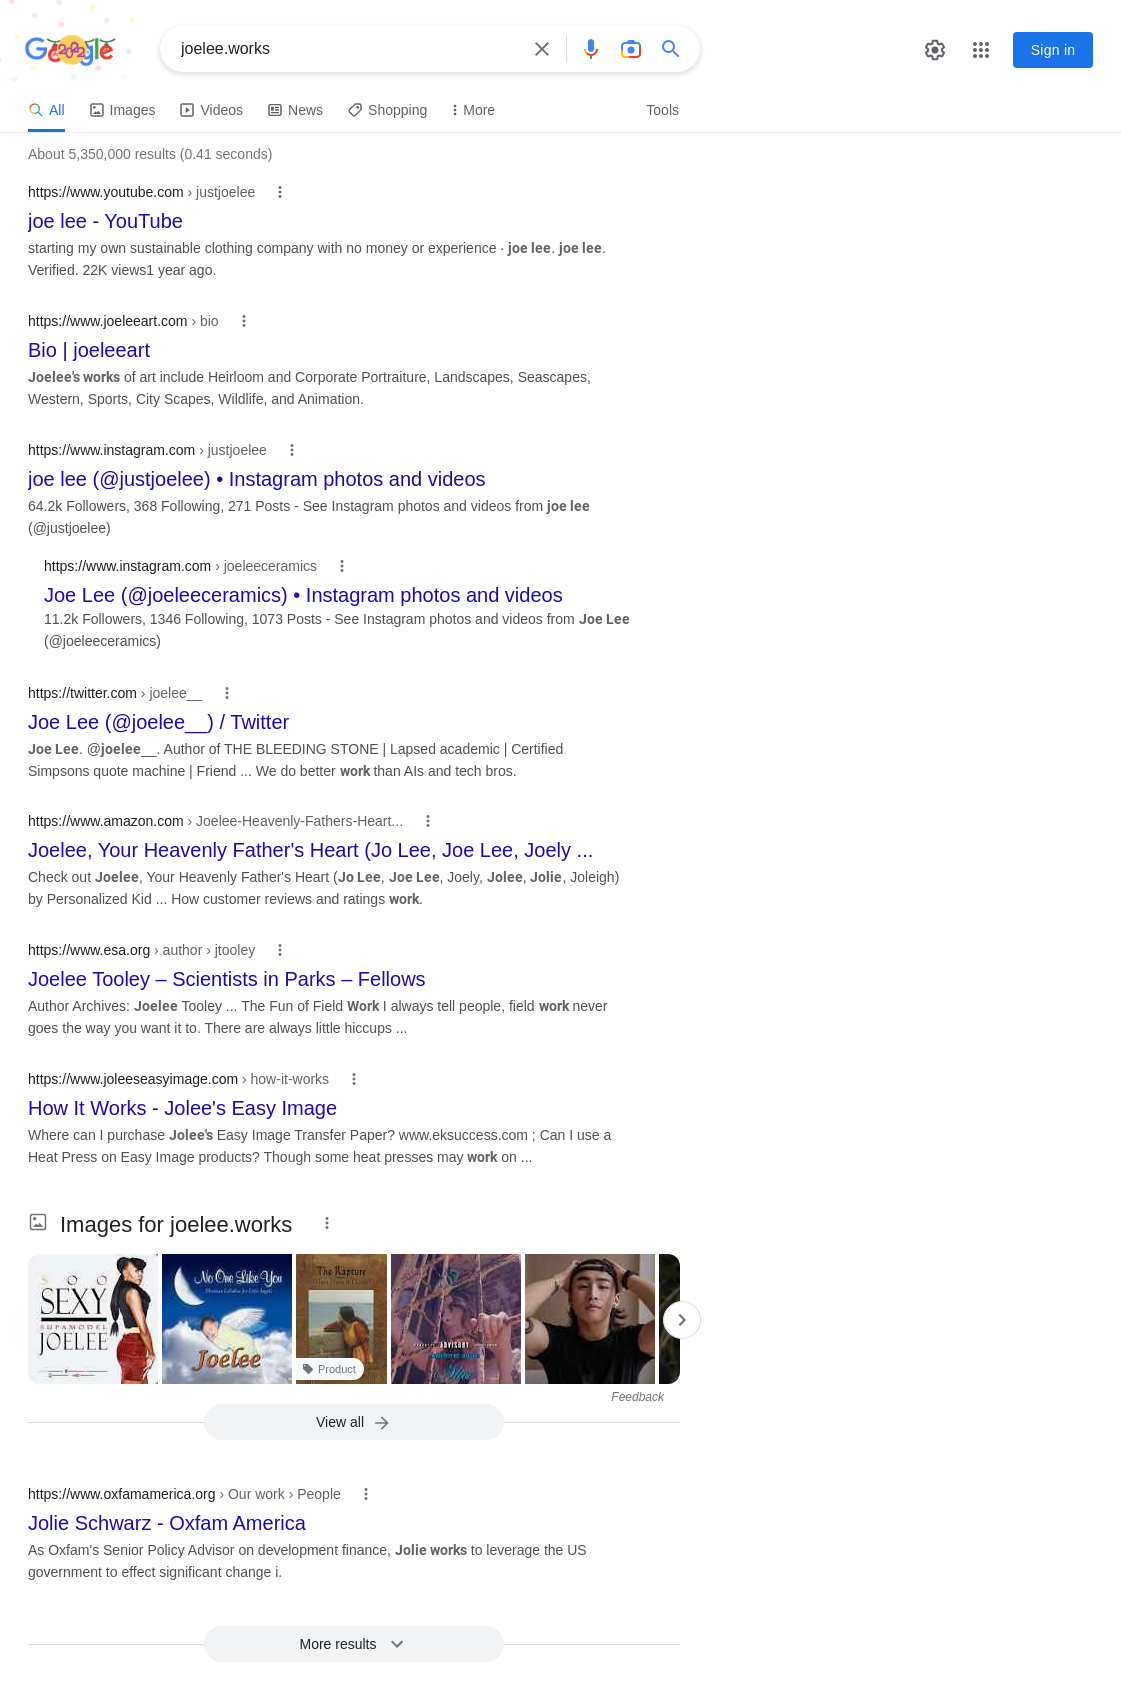 Google
joelee.works
Sign in
All
Images
Videos
News
Shopping
More
Tools
About 5,350,000 results (0.41 seconds)
https://www.youtube.com › justjoelee
joe lee - YouTube
starting my own sustainable clothing company with no money or experience · joe lee. joe lee.
Verified. 22K views1 year ago.
https://www.joeleeart.com › bio
Bio | joeleeart
Joelee's works of art include Heirloom and Corporate Portraiture, Landscapes, Seascapes,
Western, Sports, City Scapes, Wildlife, and Animation.
https://www.instagram.com › justjoelee
joe lee (@justjoelee) • Instagram photos and videos
64.2k Followers, 368 Following, 271 Posts - See Instagram photos and videos from joe lee
(@justjoelee)
https://www.instagram.com › joeleeceramics
Joe Lee (@joeleeceramics) • Instagram photos and videos
11.2k Followers, 1346 Following, 1073 Posts - See Instagram photos and videos from Joe Lee
(@joeleeceramics)
https://twitter.com › joelee__
Joe Lee (@joelee__) / Twitter
Joe Lee. @joelee__. Author of THE BLEEDING STONE | Lapsed academic | Certified
Simpsons quote machine | Friend ... We do better work than AIs and tech bros.
https://www.amazon.com › Joelee-Heavenly-Fathers-Heart...
Joelee, Your Heavenly Father's Heart (Jo Lee, Joe Lee, Joely ...
Check out Joelee, Your Heavenly Father's Heart (Jo Lee, Joe Lee, Joely, Jolee, Jolie, Joleigh)
by Personalized Kid ... How customer reviews and ratings work.
https://www.esa.org › author › jtooley
Joelee Tooley – Scientists in Parks – Fellows
Author Archives: Joelee Tooley ... The Fun of Field Work I always tell people, field work never
goes the way you want it to. There are always little hiccups ...
https://www.joleeseasyimage.com › how-it-works
How It Works - Jolee's Easy Image
Where can I purchase Jolee's Easy Image Transfer Paper? www.eksuccess.com ; Can I use a
Heat Press on Easy Image products? Though some heat presses may work on ...
Images for joelee.works
SOO
SEXY
SUPAMODEL
JOELEE
No One Like You
Joelee
The Rapture
Product
ADVISORY
Feedback
View all
https://www.oxfamamerica.org › Our work › People
Jolie Schwarz - Oxfam America
As Oxfam's Senior Policy Advisor on development finance, Jolie works to leverage the US
government to effect significant change i.
More results